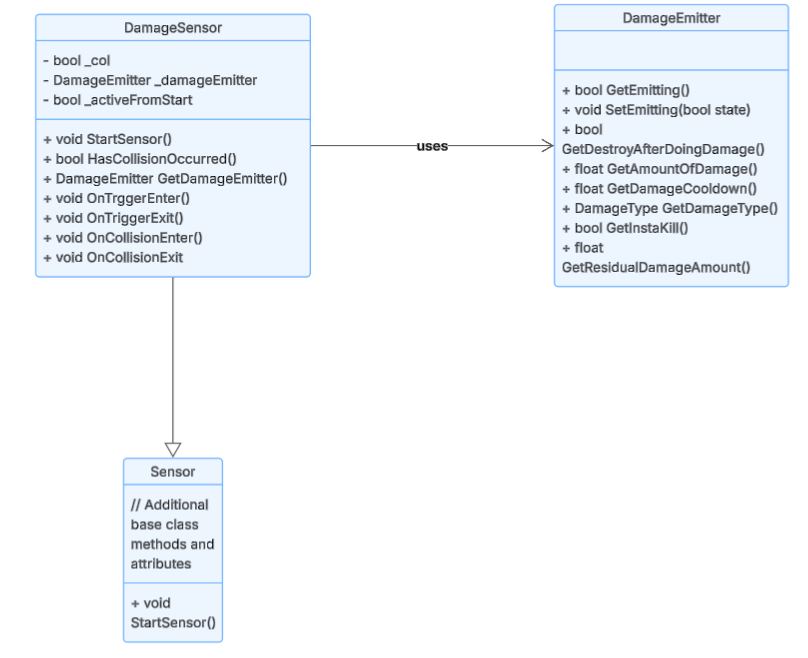 DamageSensor
- bool _col
- DamageEmitter _damageEmitter
- bool _activeFromStart
+ void StartSensor()
+ bool HasCollisionOccurred()
+ DamageEmitter GetDamageEmitter()
+ void OnTrggerEnter()
+ void OnTriggerExit()
+ void OnCollisionEnter()
+ void OnCollisionExit
uses
DamageEmitter
+ bool GetEmitting()
+ void SetEmitting(bool state)
+ bool
GetDestroyAfterDoingDamage()
+ float GetAmountOfDamage()
+ float GetDamageCooldown()
+ DamageType GetDamageType()
+ bool GetInstaKill()
+ float
GetResidualDamageAmount()
Sensor
// Additional
base class
methods and
attributes
+ void
StartSensor()